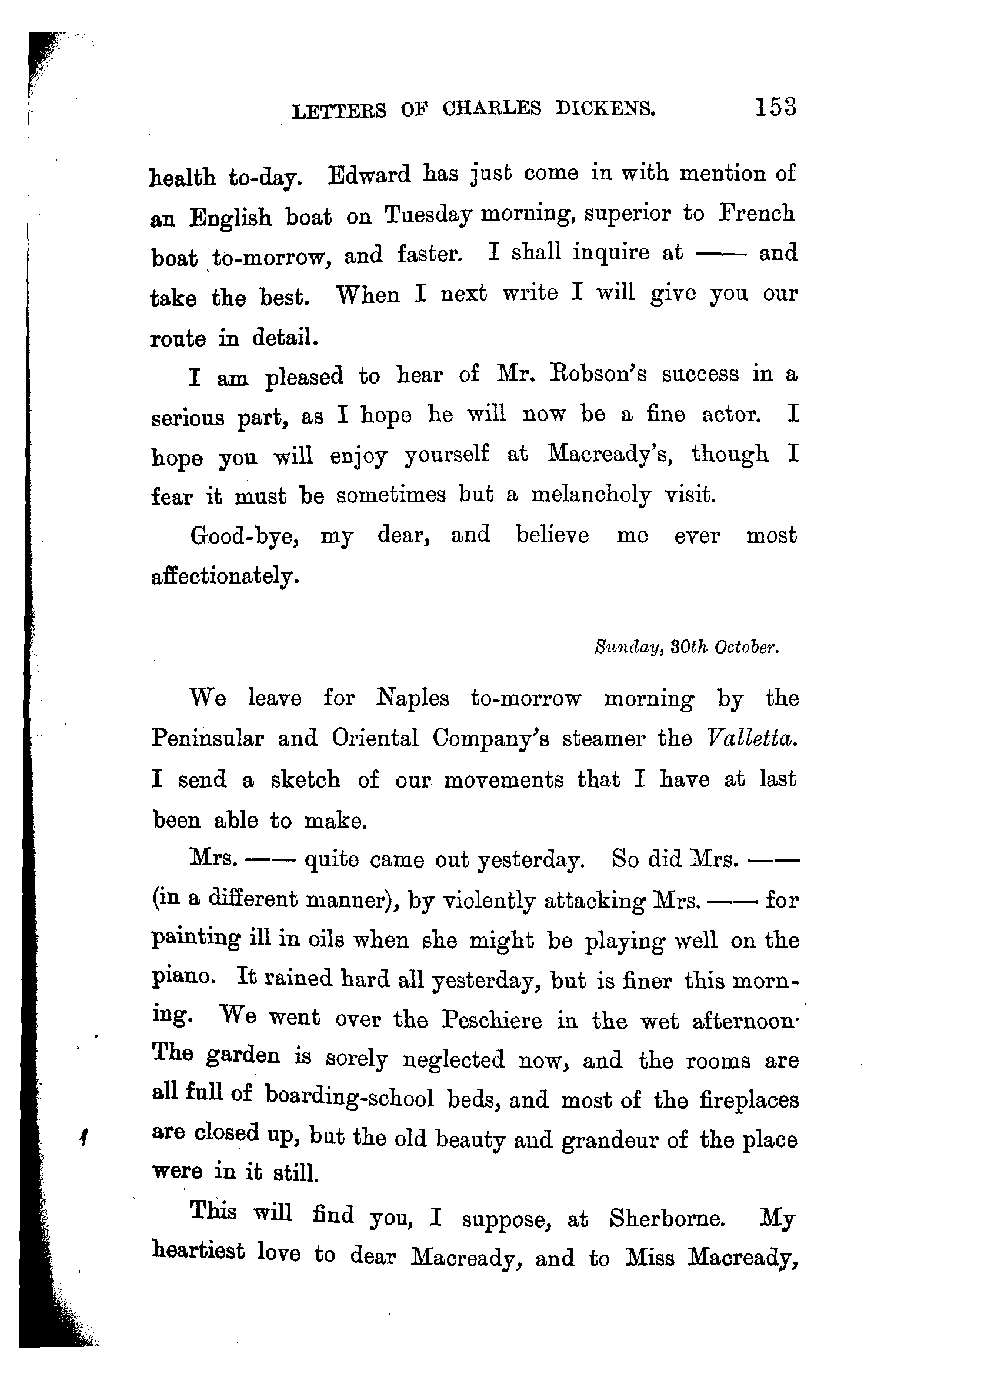 LETTERS OF CHARLES DICKENS. 153
health to-day. Edward has just come in with mention of
an English boat on Tuesday morning, superior to French
boat to-morrow, and faster. I shall inquire at —— and
take the best. When I next write I will give you our
route in detail.
I am pleased to hear of Mr. Robson's success in a
serious part, as I hope he will now be a fine actor. I
hope you will enjoy yourself at Macready's, though I
fear it must be sometimes but a melancholy visit.
Good-bye, my dear, and believe me ever most
affectionately.
Sunday, 30th October.
We leave for Naples to-morrow morning by the
Peninsular and Oriental Company's steamer the Valletta.
I send a sketch of our movements that I have at last
been able to make.
Mrs. —— quite came out yesterday. So did Mrs. ——
(in a different manner), by violently attacking Mrs. —— for
painting ill in oils when she might be playing well on the
piano. It rained hard all yesterday, but is finer this morn-
ing. We went over the Peschiere in the wet afternoon.
The garden is sorely neglected now, and the rooms are
all full of boarding-school beds, and most of the fireplaces
are closed up, but the old beauty and grandeur of the place
were in it still.
This will find you, I suppose, at Sherborne. My
heartiest love to dear Macready, and to Miss Macready,